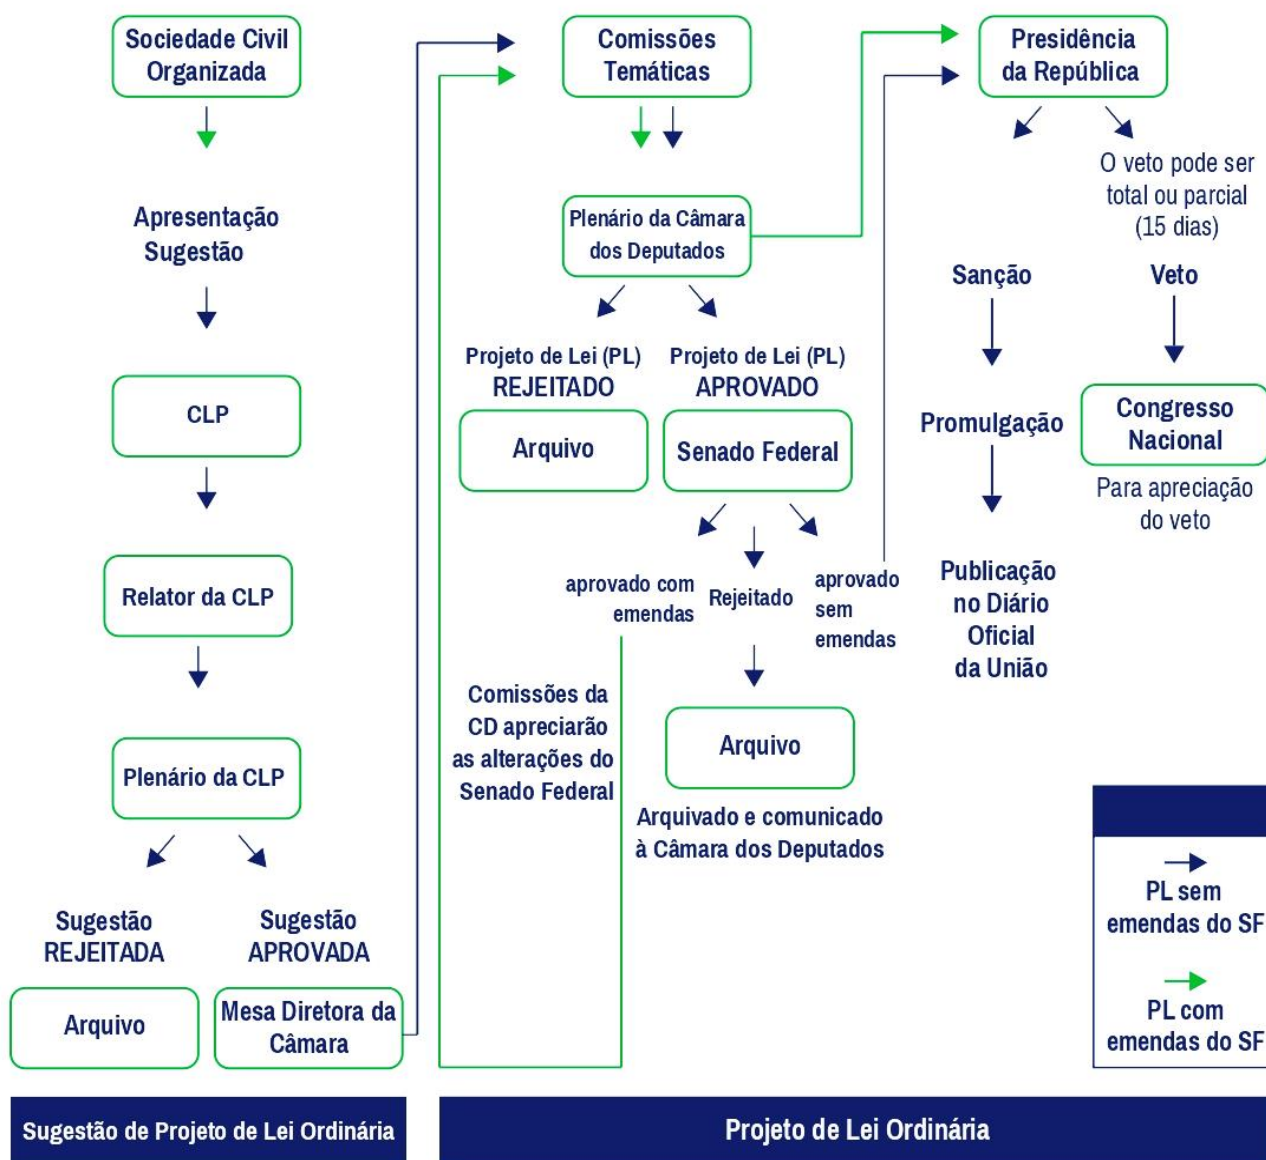 Sociedade Civil
Organizada
Apresentação
Sugestão
CLP
Relator da CLP
Plenário da CLP
Sugestão
REJEITADA
Sugestão
APROVADA
Arquivo
Mesa Diretora da
Câmara
Sugestão de Projeto de Lei Ordinária
Comissões
Temáticas
Plenário da Câmara
dos Deputados
Projeto de Lei (PL)
REJEITADO
Projeto de Lei (PL)
APROVADO
Arquivo
Senado Federal
aprovado com
emendas
Rejeitado
aprovado
sem
emendas
Comissões da
CD apreciarão
as alterações do
Senado Federal
Arquivo
Arquivado e comunicado
à Câmara dos Deputados
Presidência
da República
O veto pode ser
total ou parcial
(15 dias)
Sanção
Veto
Promulgação
Congresso
Nacional
Para apreciação
do veto
Publicação
no Diário
Oficial
da União
PL sem
emendas do SF
PL com
emendas do SF
Projeto de Lei Ordinária